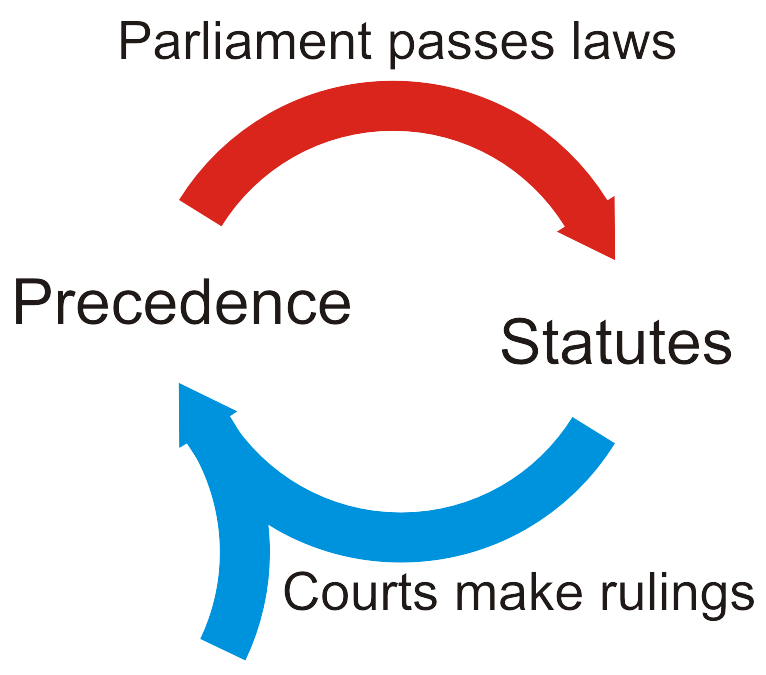 Parliament passes laws
Precedence
Statutes
Courts make rulings